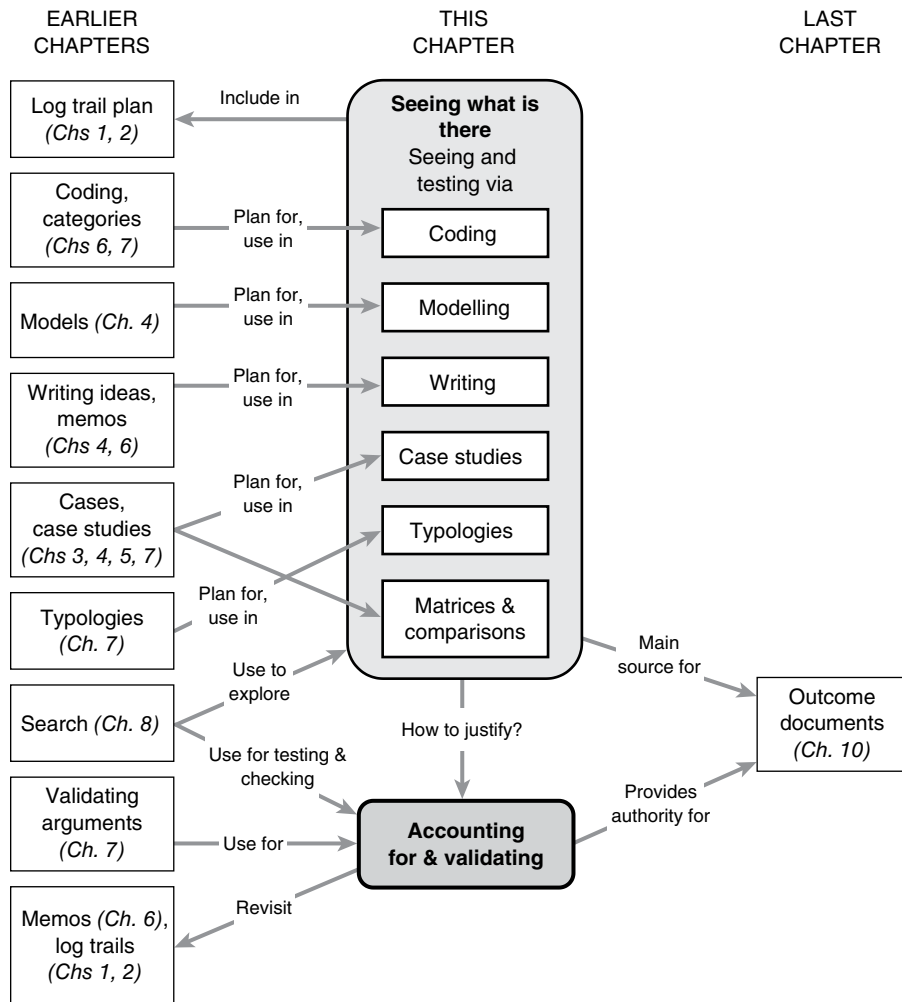 EARLIER
CHAPTERS
THIS
CHAPTER
LAST
CHAPTER
Log trail plan
(Chs 1, 2)
Include in
Seeing what is
there
Seeing and
testing via
Coding,
categories
(Chs 6, 7)
Plan for,
use in
Coding
Models (Ch. 4)
Plan for,
use in
Modelling
Writing ideas,
memos
(Chs 4, 6)
Plan for,
use in
Writing
Cases,
case studies
(Chs 3, 4, 5, 7)
Plan for,
use in
Case studies
Typologies
Typologies
(Ch. 7)
Plan for,
use in
Matrices &
comparisons
Search (Ch. 8)
Use to
explore
Use for testing &
checking
How to justify?
Main
source for
Outcome
documents
(Ch. 10)
Validating
arguments
(Ch. 7)
Use for
Accounting
for & validating
Provides
authority for
Memos (Ch. 6),
log trails
(Chs 1, 2)
Revisit